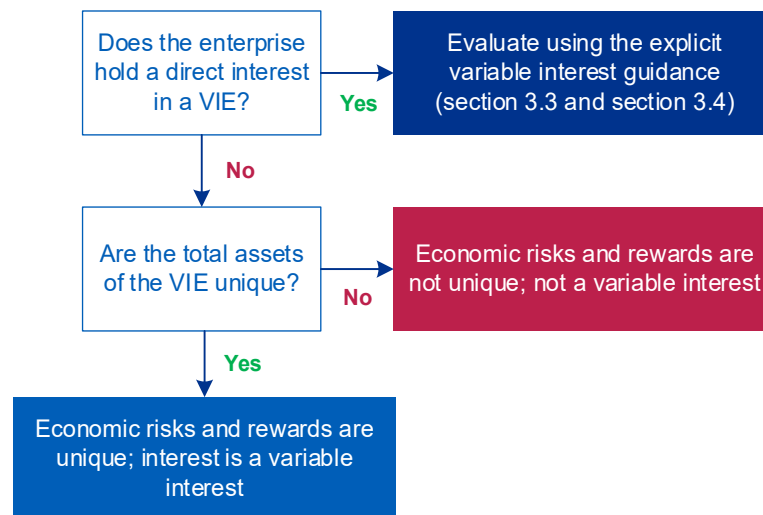 Does the enterprise
hold a direct interest
in a VIE?
Yes
Evaluate using the explicit
variable interest guidance
(section 3.3 and section 3.4)
No
Are the total assets
of the VIE unique?
No
Economic risks and rewards are
not unique; not a variable interest
Yes
Economic risks and rewards are
unique; interest is a variable
interest